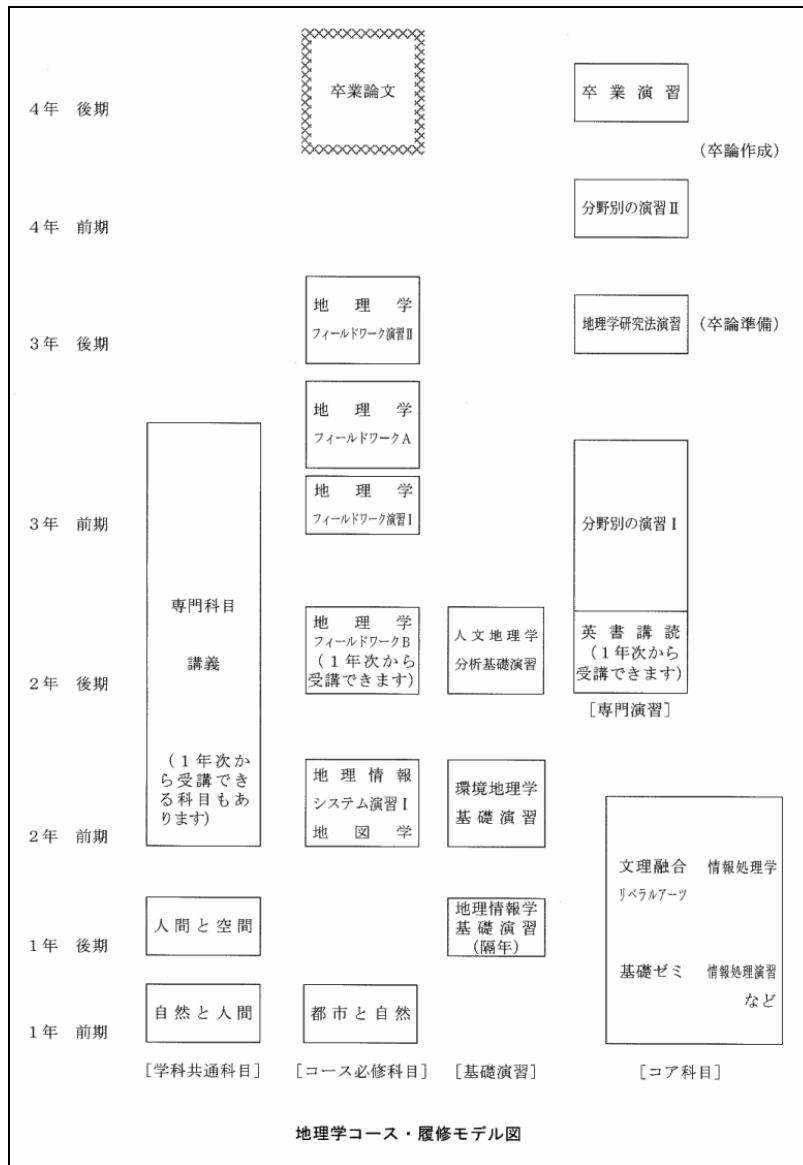 卒業論文
卒業演習
4年 後期
(卒論作成)
分野別の演習Ⅱ
4年 前期
地理学
フィールドワーク演習Ⅱ
地理学研究法演習
(卒論準備)
3年 後期
地理学
フィールドワークA
地理学
フィールドワーク演習Ⅰ
分野別の演習Ⅰ
3年 前期
専門科目
講義
(1年次か
ら受講でき
る科目もあ
ります)
地理学
フィールドワークB
(1年次から
受講できます)
人文地理学
分析基礎演習
英書講読
(1年次から
受講できます)
2年 後期
[専門演習]
地理情報
システム演習Ⅰ
地図学
環境地理学
基礎演習
2年 前期
文理融合 情報処理学
リベラルアーツ
人間と空間
地理情報学
基礎演習
(隔年)
1年 後期
基礎ゼミ 情報処理演習
など
自然と人間
都市と自然
1年 前期
[学科共通科目]
[コース必修科目]
[基礎演習]
[コア科目]
地理学コース・履修モデル図